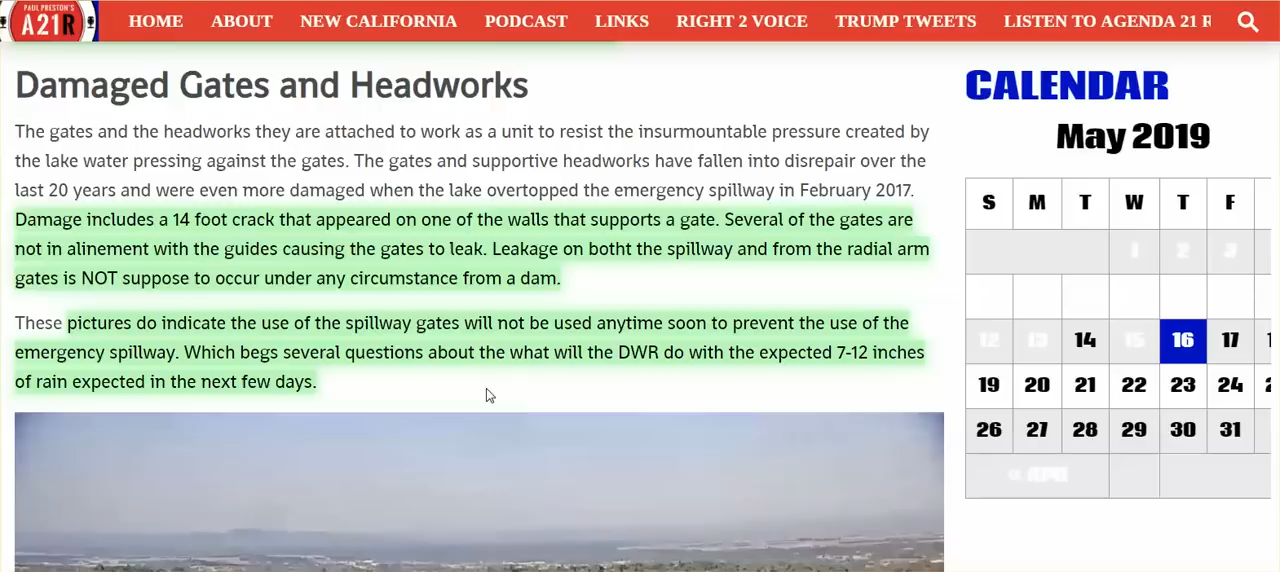 PAUL PRESTON'S
A21R
HOME
ABOUT
NEW CALIFORNIA
PODCAST
LINKS
RIGHT 2 VOICE
TRUMP TWEETS
LISTEN TO AGENDA 21 R
Damaged Gates and Headworks
The gates and the headworks they are attached to work as a unit to resist the insurmountable pressure created by
the lake water pressing against the gates. The gates and supportive headworks have fallen into disrepair over the
last 20 years and were even more damaged when the lake overtopped the emergency spillway in February 2017.
Damage includes a 14 foot crack that appeared on one of the walls that supports a gate. Several of the gates are
not in alinement with the guides causing the gates to leak. Leakage on botht the spillway and from the radial arm
gates is NOT suppose to occur under any circumstance from a dam.
These pictures do indicate the use of the spillway gates will not be used anytime soon to prevent the use of the
emergency spillway. Which begs several questions about the what will the DWR do with the expected 7-12 inches
of rain expected in the next few days.
CALENDAR
May 2019
S M T W T F
1 2 3
12 13 14 15 16 17 1
19 20 21 22 23 24 2
26 27 28 29 30 31
« APR